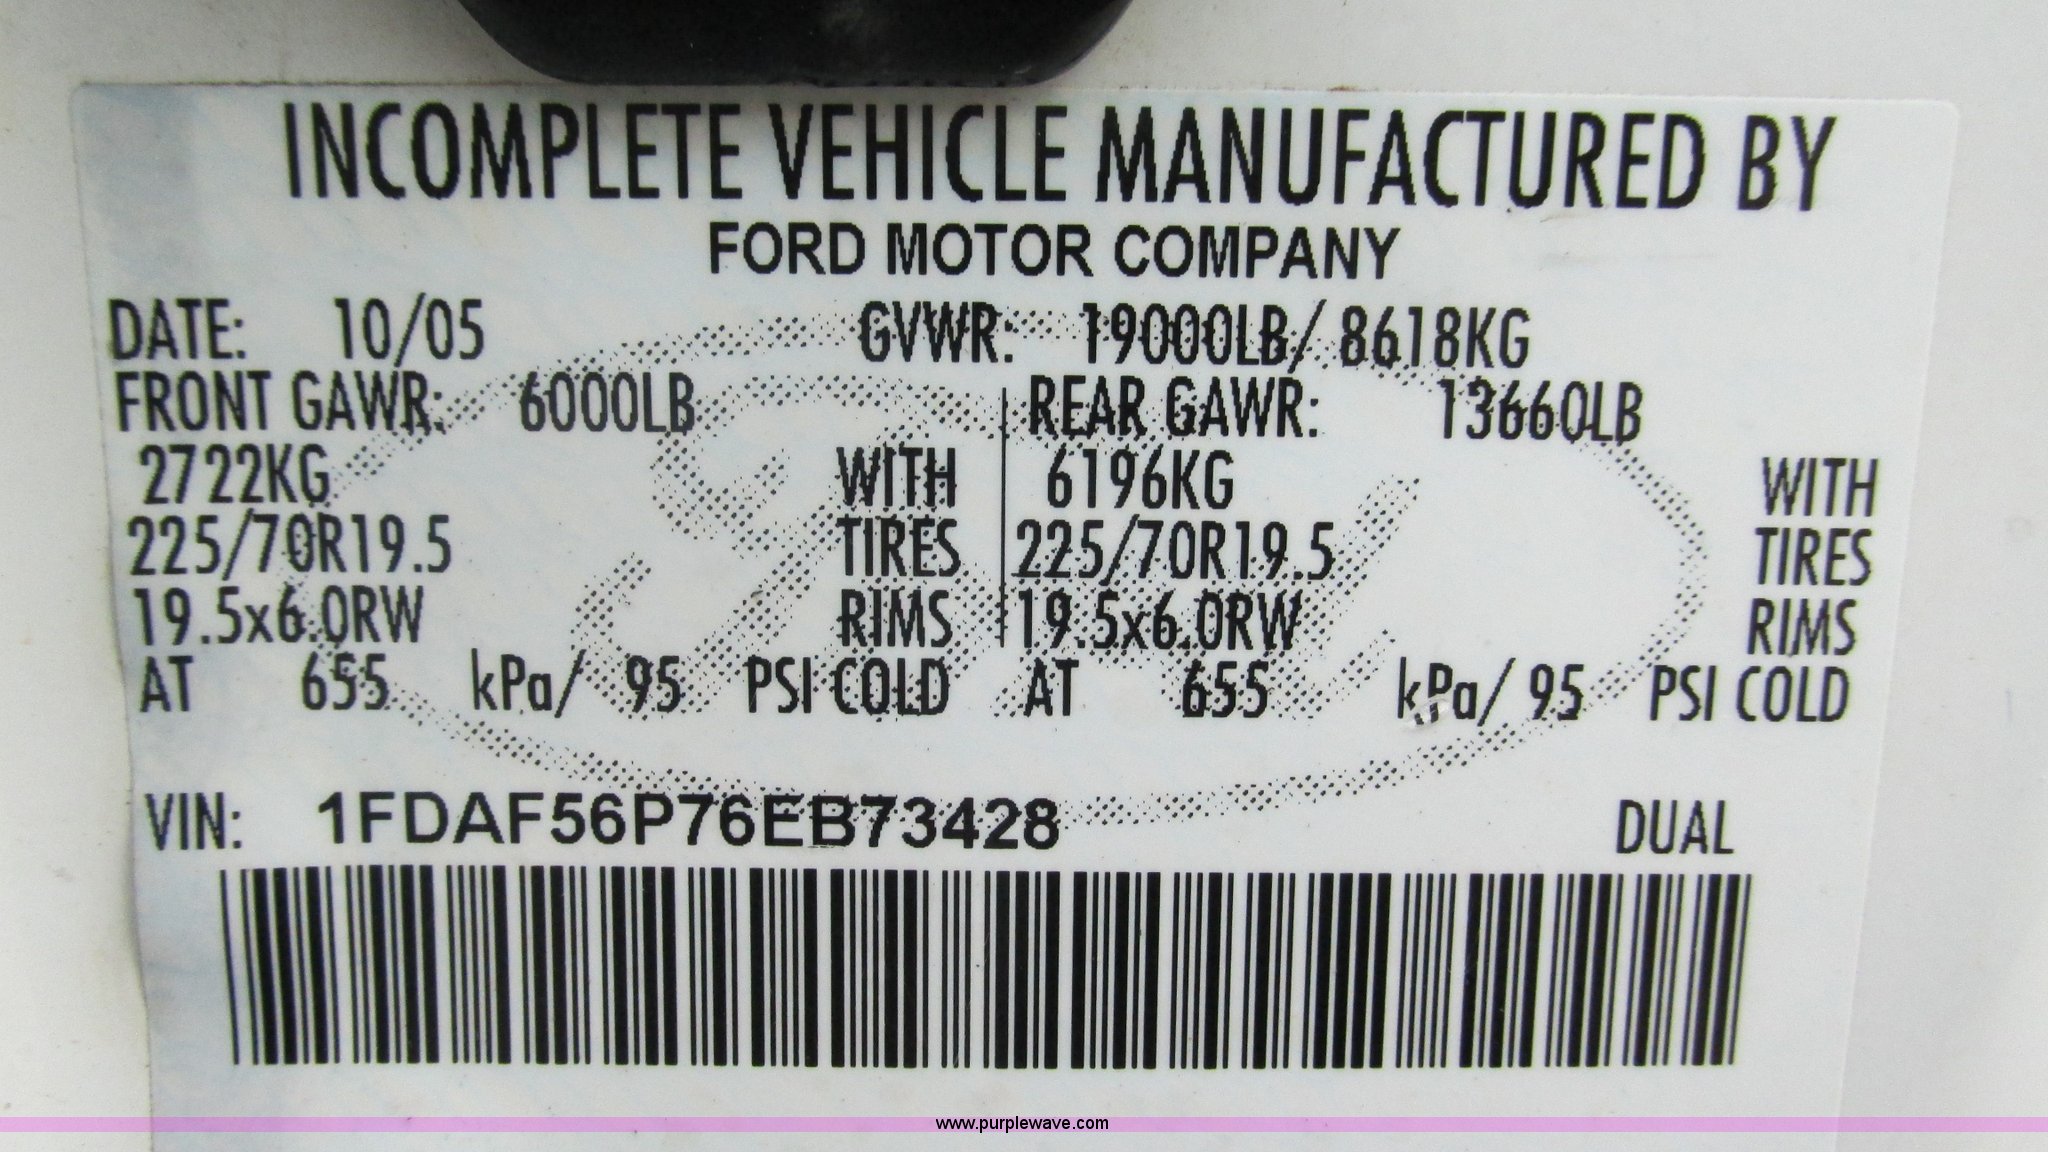 INCOMPLETE VEHICLE MANUFACTURED BY
FORD MOTOR COMPANY
DATE: 10/05 GVWR: 19000LB/ 8618KG
FRONT GAWR: 6000LB REAR GAWR: 13660LB
2722KG WITH 6196KG WITH
225/70R19.5 TIRES 225/70R19.5 TIRES
19.5x6.0RW RIMS 19.5x6.0RW RIMS
AT 655 kPa/ 95 PSI COLD AT 655 kPa/ 95 PSI COLD
VIN: 1FDAF56P76EB73428 DUAL
www.purplewave.com